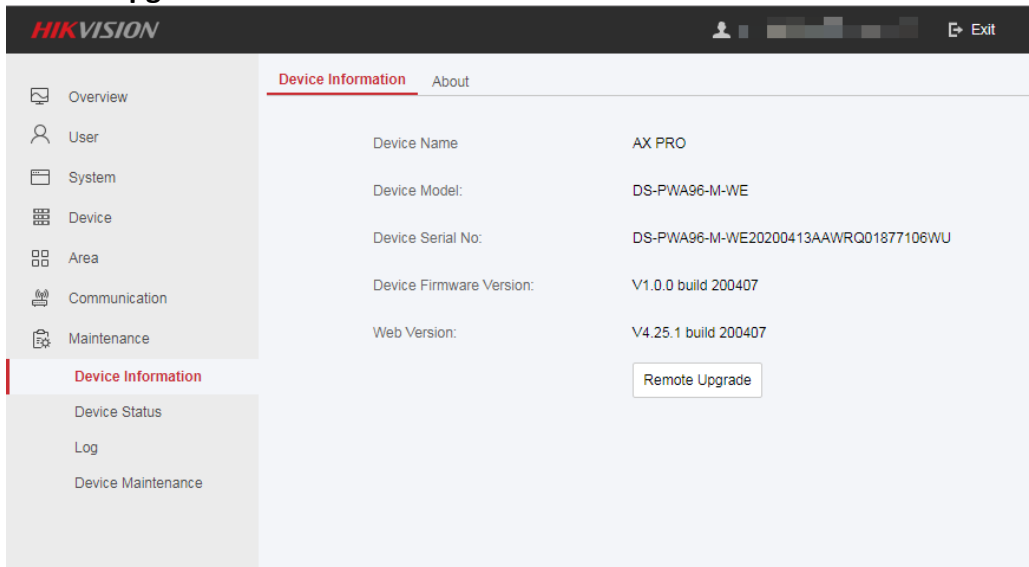 HIKVISION
Exit
Device Information About
Overview
User
System
Device
Area
Communication
Maintenance
Device Information
Device Status
Log
Device Maintenance
Device Name AX PRO
Device Model: DS-PWA96-M-WE
Device Serial No: DS-PWA96-M-WE20200413AAWRQ01877106WU
Device Firmware Version: V1.0.0 build 200407
Web Version: V4.25.1 build 200407
Remote Upgrade